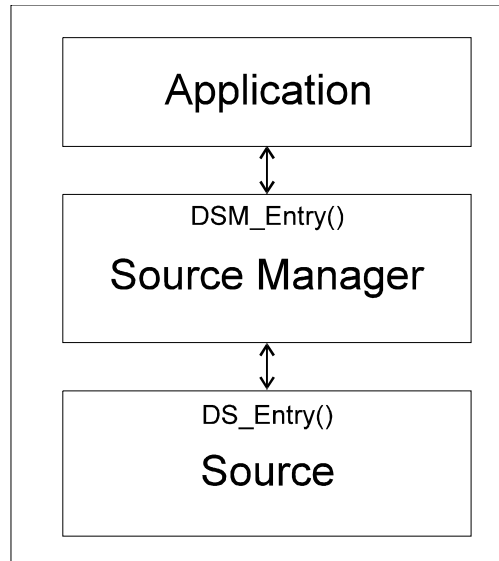 Application
DSM_Entry()
Source Manager
DS_Entry()
Source